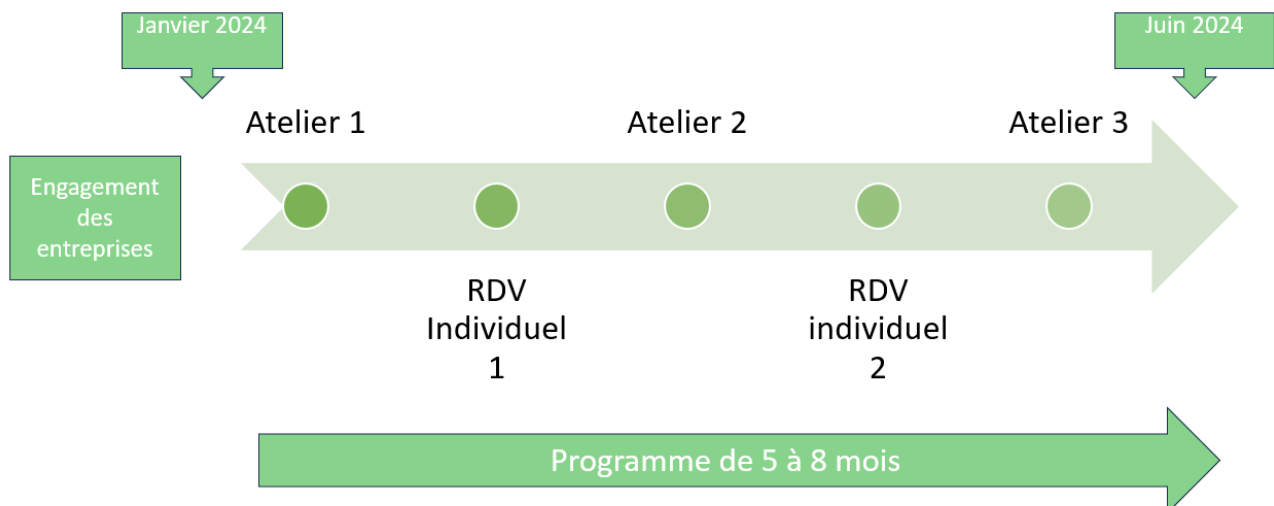 Janvier 2024
Juin 2024
Atelier 1
Atelier 2
Atelier 3
Engagement
des
entreprises
RDV
Individuel
1
RDV
individuel
2
Programme de 5 à 8 mois